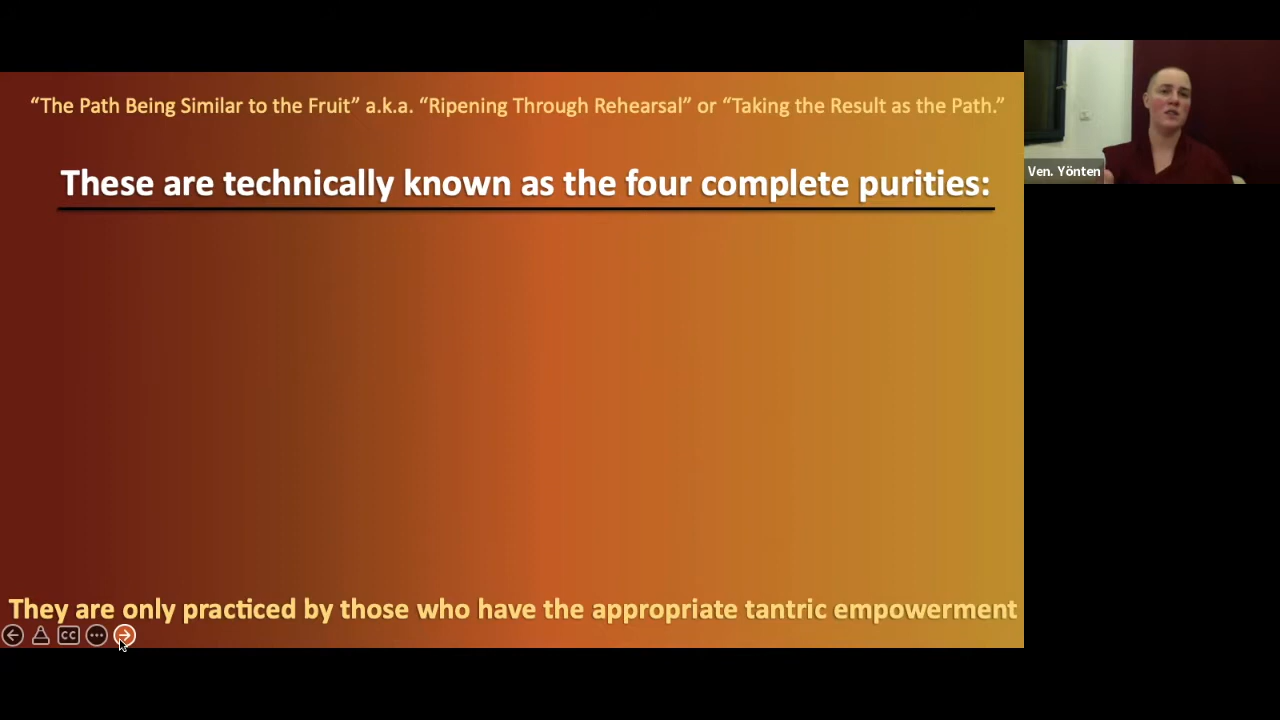 “The Path Being Similar to the Fruit” a.k.a. “Ripening Through Rehearsal” or “Taking the Result as the Path.”
These are technically known as the four complete purities:
Ven. Yönten
They are only practiced by those who have the appropriate tantric empowerment
CC